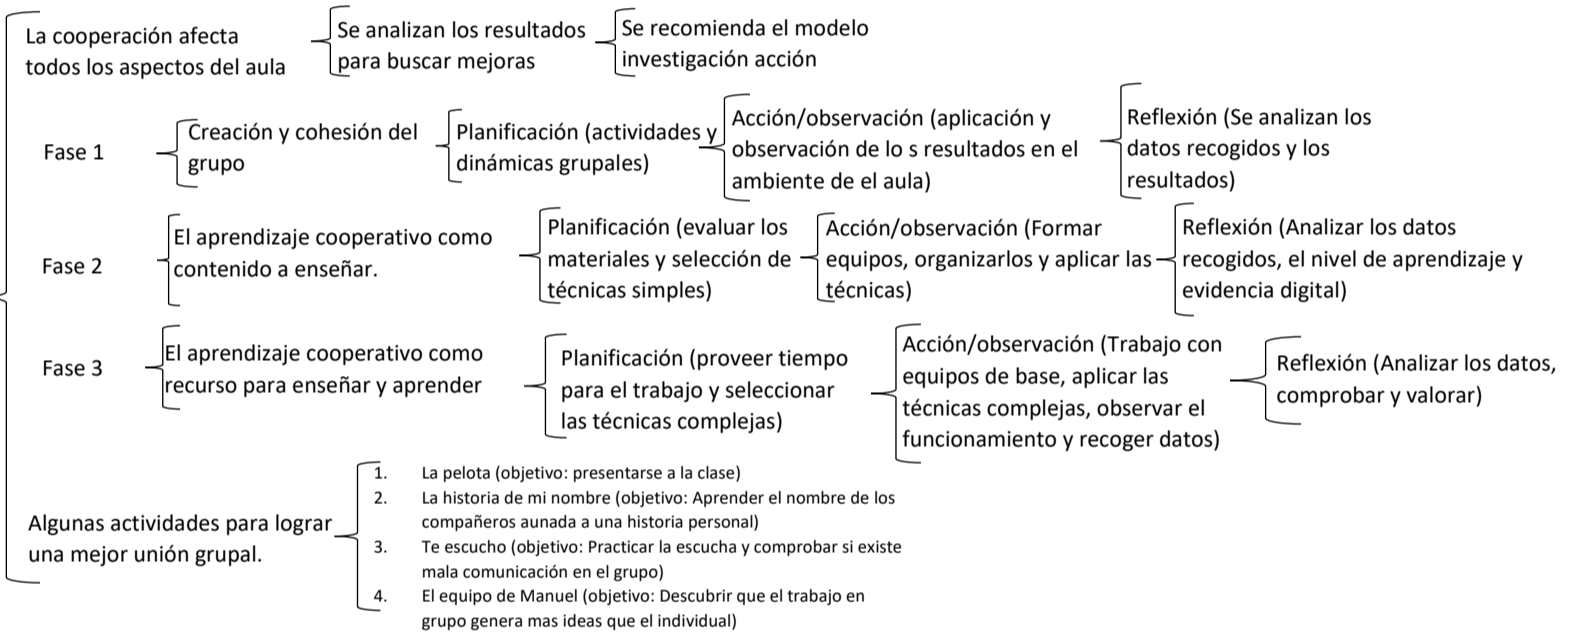 La cooperación afecta
todos los aspectos del aula
Se analizan los resultados
para buscar mejoras
Se recomienda el modelo
investigación acción
Fase 1
Creación y cohesión del
grupo
Planificación (actividades y
dinámicas grupales)
Acción/observación (aplicación y
observación de lo s resultados en el
ambiente de el aula)
Reflexión (Se analizan los
datos recogidos y los
resultados)
Fase 2
El aprendizaje cooperativo como
contenido a enseñar.
Planificación (evaluar los
materiales y selección de
técnicas simples)
Acción/observación (Formar
equipos, organizarlos y aplicar las
técnicas)
Reflexión (Analizar los datos
recogidos, el nivel de aprendizaje y
evidencia digital)
Fase 3
El aprendizaje cooperativo como
recurso para enseñar y aprender
Planificación (proveer tiempo
para el trabajo y seleccionar
las técnicas complejas)
Acción/observación (Trabajo con
equipos de base, aplicar las
técnicas complejas, observar el
funcionamiento y recoger datos)
Reflexión (Analizar los datos,
comprobar y valorar)
Algunas actividades para lograr
una mejor unión grupal.
1. La pelota (objetivo: presentarse a la clase)
2. La historia de mi nombre (objetivo: Aprender el nombre de los
compañeros aunada a una historia personal)
3. Te escucho (objetivo: Practicar la escucha y comprobar si existe
mala comunicación en el grupo)
4. El equipo de Manuel (objetivo: Descubrir que el trabajo en
grupo genera mas ideas que el individual)